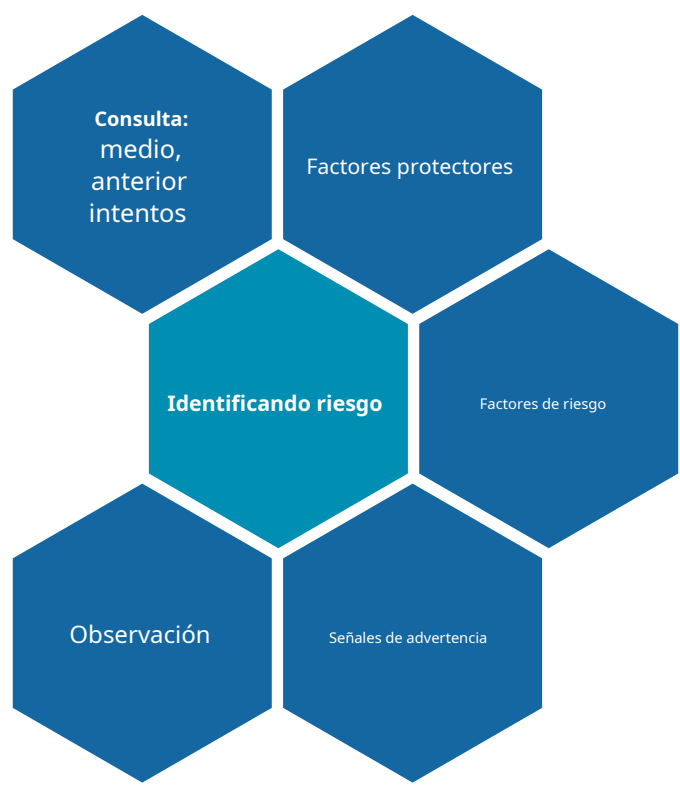 Consulta:
medio,
anterior
intentos
Factores protectores
Identificando riesgo
Factores de riesgo
Observación
Señales de advertencia